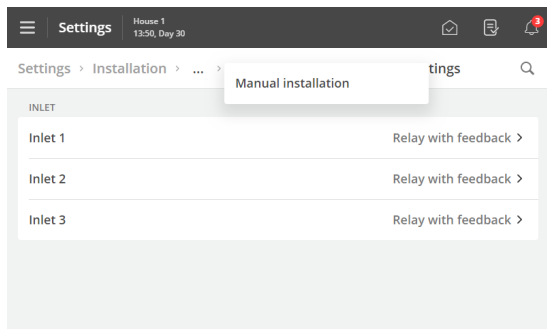 Settings
House 1
13:50, Day 30
3
Settings > Installation > ... >
Manual installation
INLET
Inlet 1 Relay with feedback >
Inlet 2 Relay with feedback >
Inlet 3 Relay with feedback >